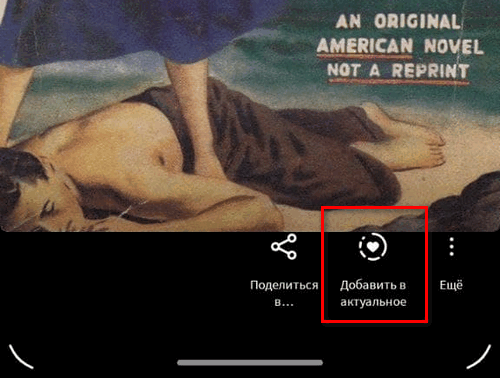 AN ORIGINAL
AMERICAN NOVEL
NOT A REPRINT
Поделиться
в...
Добавить в
актуальное
Ещё